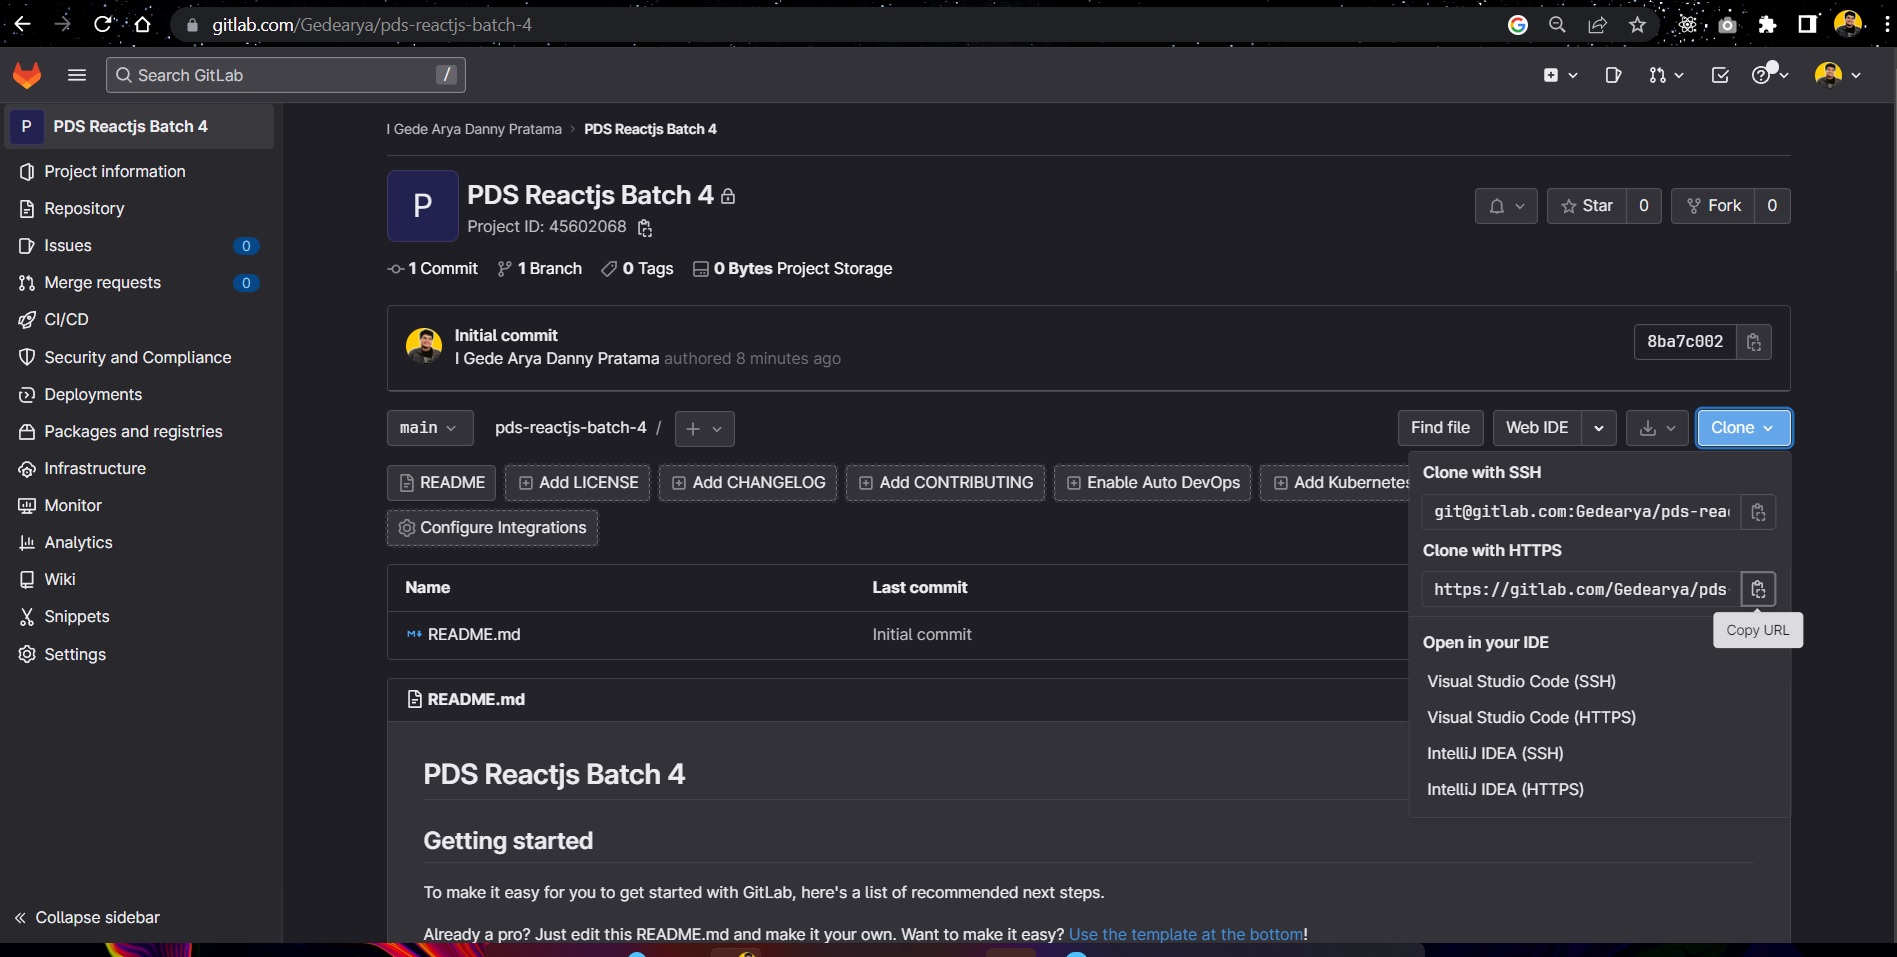 gitlab.com/Gedearya/pds-reactjs-batch-4
Search GitLab
/
P PDS Reactjs Batch 4
Project information
Repository
Issues 0
Merge requests 0
CI/CD
Security and Compliance
Deployments
Packages and registries
Infrastructure
Monitor
Analytics
Wiki
Snippets
Settings
Collapse sidebar
I Gede Arya Danny Pratama › PDS Reactjs Batch 4
P
PDS Reactjs Batch 4
Project ID: 45602068
Star 0 Fork 0
1 Commit 1 Branch 0 Tags 0 Bytes Project Storage
Initial commit
I Gede Arya Danny Pratama authored 8 minutes ago
8ba7c002
main pds-reactjs-batch-4 / +
Find file Web IDE Clone
README Add LICENSE Add CHANGELOG Add CONTRIBUTING Enable Auto DevOps Add Kubernetes
Configure Integrations
Name Last commit
README.md Initial commit
README.md
PDS Reactjs Batch 4
Getting started
To make it easy for you to get started with GitLab, here's a list of recommended next steps.
Already a pro? Just edit this README.md and make it your own. Want to make it easy? Use the template at the bottom!
Clone with SSH
git@gitlab.com:Gedearya/pds-reac
Clone with HTTPS
https://gitlab.com/Gedearya/pds-
Copy URL
Open in your IDE
Visual Studio Code (SSH)
Visual Studio Code (HTTPS)
IntelliJ IDEA (SSH)
IntelliJ IDEA (HTTPS)